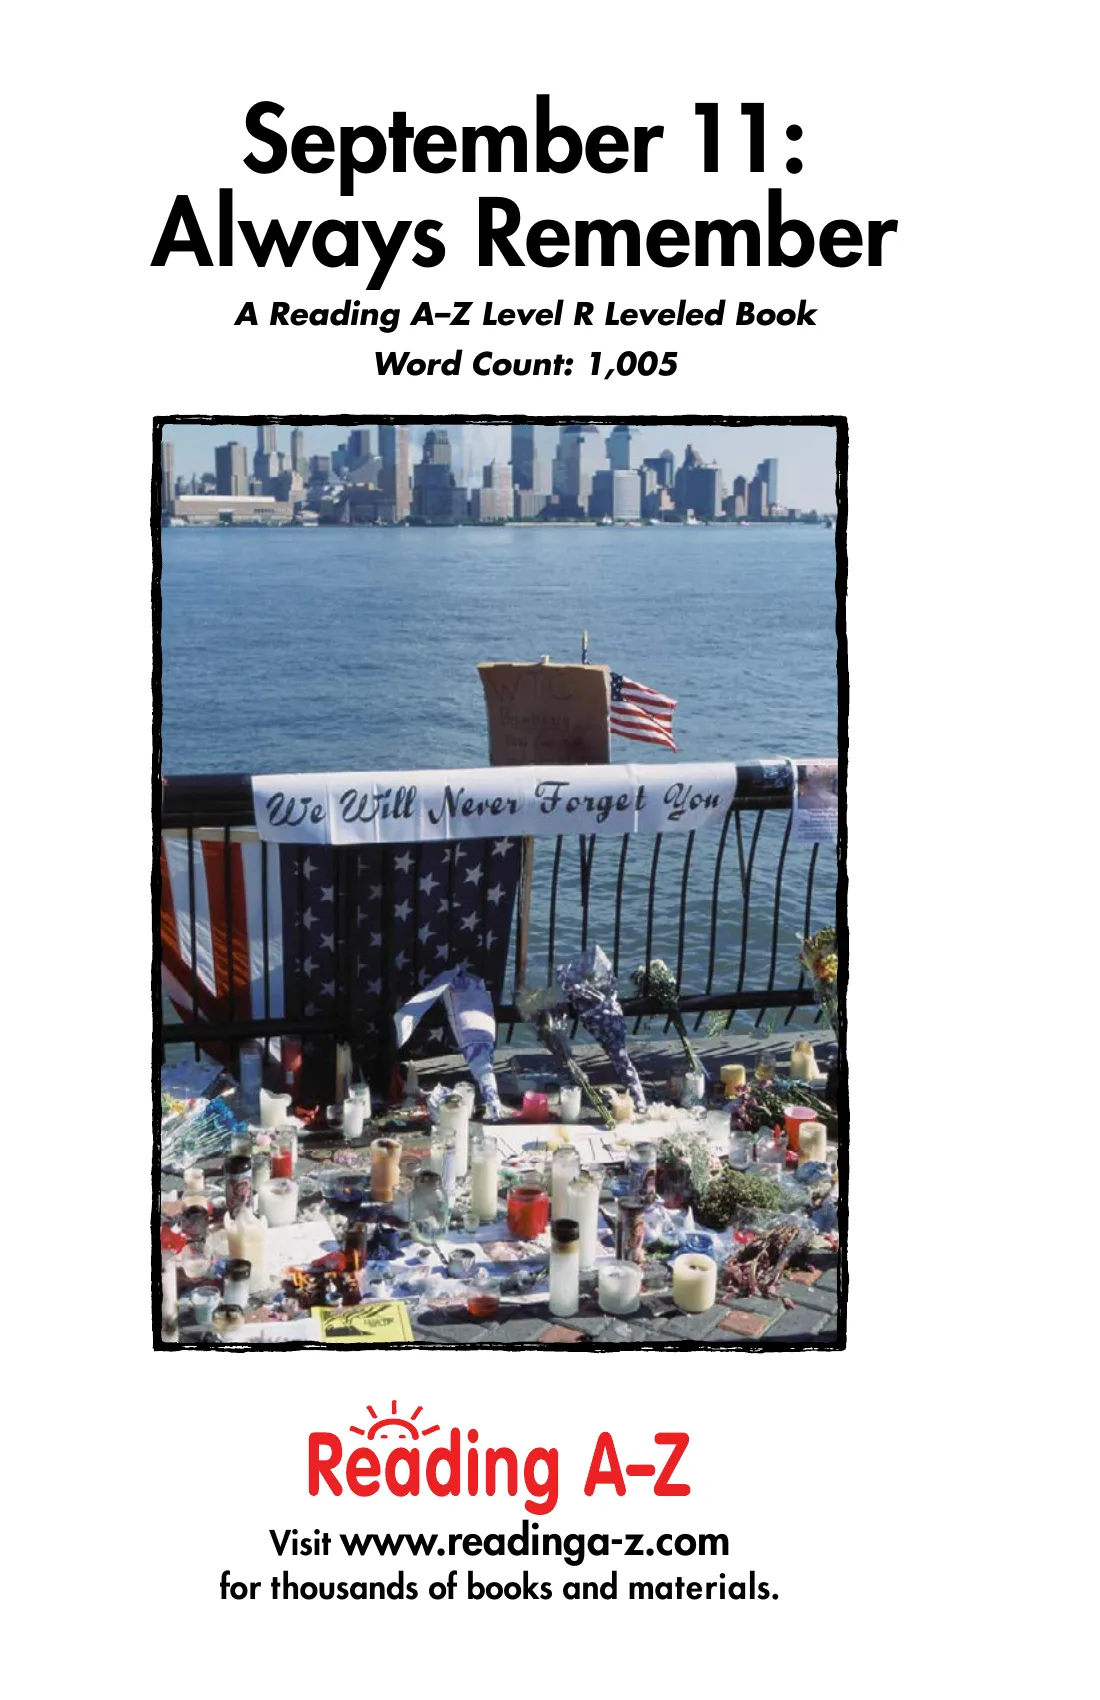 September 11:
Always Remember
A Reading A–Z Level R Leveled Book
Word Count: 1,005
WTC
We Will Never Forget You
Reading A–Z
Visit www.readinga-z.com
for thousands of books and materials.